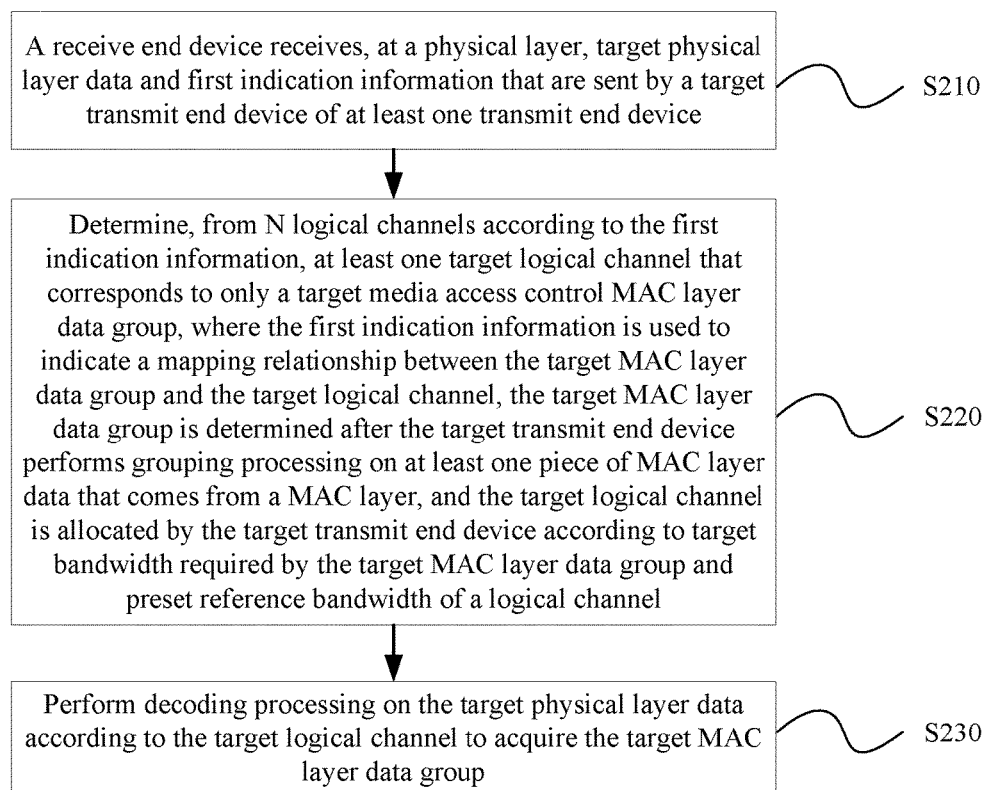 A receive end device receives, at a physical layer, target physical
layer data and first indication information that are sent by a target
transmit end device of at least one transmit end device
S210
Determine, from N logical channels according to the first
indication information, at least one target logical channel that
corresponds to only a target media access control MAC layer
data group, where the first indication information is used to
indicate a mapping relationship between the target MAC layer
data group and the target logical channel, the target MAC layer
data group is determined after the target transmit end device
performs grouping processing on at least one piece of MAC layer
data that comes from a MAC layer, and the target logical channel
is allocated by the target transmit end device according to target
bandwidth required by the target MAC layer data group and
preset reference bandwidth of a logical channel
S220
Perform decoding processing on the target physical layer data
according to the target logical channel to acquire the target MAC
layer data group
S230